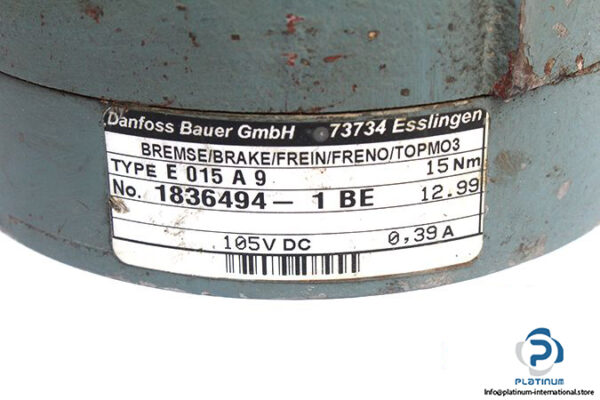 Danfoss Bauer GmbH 73734 Esslingen
BREMSE/BRAKE/FREIN/FRENO/TOPMO3
TYPE E 015 A 9 15 Nm
No. 1836494 - 1 BE 12.99
105V DC 0,39 A
PLATINUM
Info@platinum-international.store